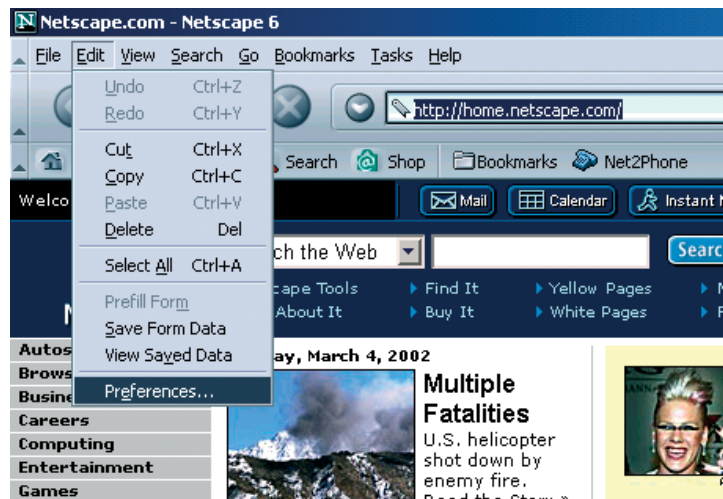 Netscape.com - Netscape 6
File Edit View Search Go Bookmarks Tasks Help
Undo Ctrl+Z
Redo Ctrl+Y
http://home.netscape.com/
Cut Ctrl+X
Search Shop Bookmarks Net2Phone
Copy Ctrl+C
Welco
Paste Ctrl+V
Mail Calendar Instant
Delete Del
ch the Web
Searc
Select All Ctrl+A
cape Tools Find It Yellow Pages
Prefill Form
About It Buy It White Pages
Save Form Data
View Saved Data
Autos
ay, March 4, 2002
Brows
Preferences...
Busine
Careers
Computing
Entertainment
Games
Multiple
Fatalities
U.S. helicopter
shot down by
enemy fire.